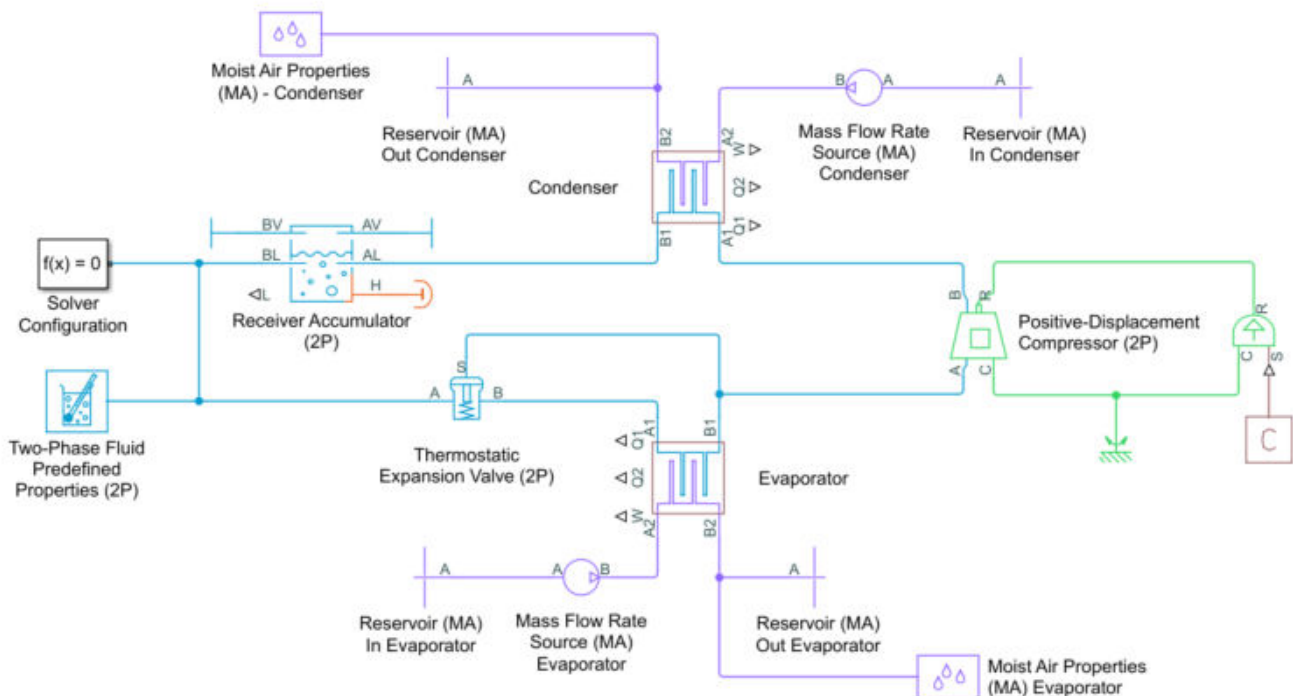 Moist Air Properties
(MA) - Condenser
A
Reservoir (MA)
Out Condenser
B
A
Mass Flow Rate
Source (MA)
Condenser
A
Reservoir (MA)
In Condenser
B2
A2
W
Q2
Q1
Condenser
B1
A1
BV
AV
BL
AL
H
L
Receiver Accumulator
(2P)
f(x) = 0
Solver
Configuration
B
R
A
C
Positive-Displacement
Compressor (2P)
R
C
S
C
Two-Phase Fluid
Predefined
Properties (2P)
S
A
B
Thermostatic
Expansion Valve (2P)
A1
B1
Q1
Q2
W
Evaporator
A2
B2
A
Reservoir (MA)
In Evaporator
A
B
Mass Flow Rate
Source (MA)
Evaporator
A
Reservoir (MA)
Out Evaporator
Moist Air Properties
(MA) Evaporator